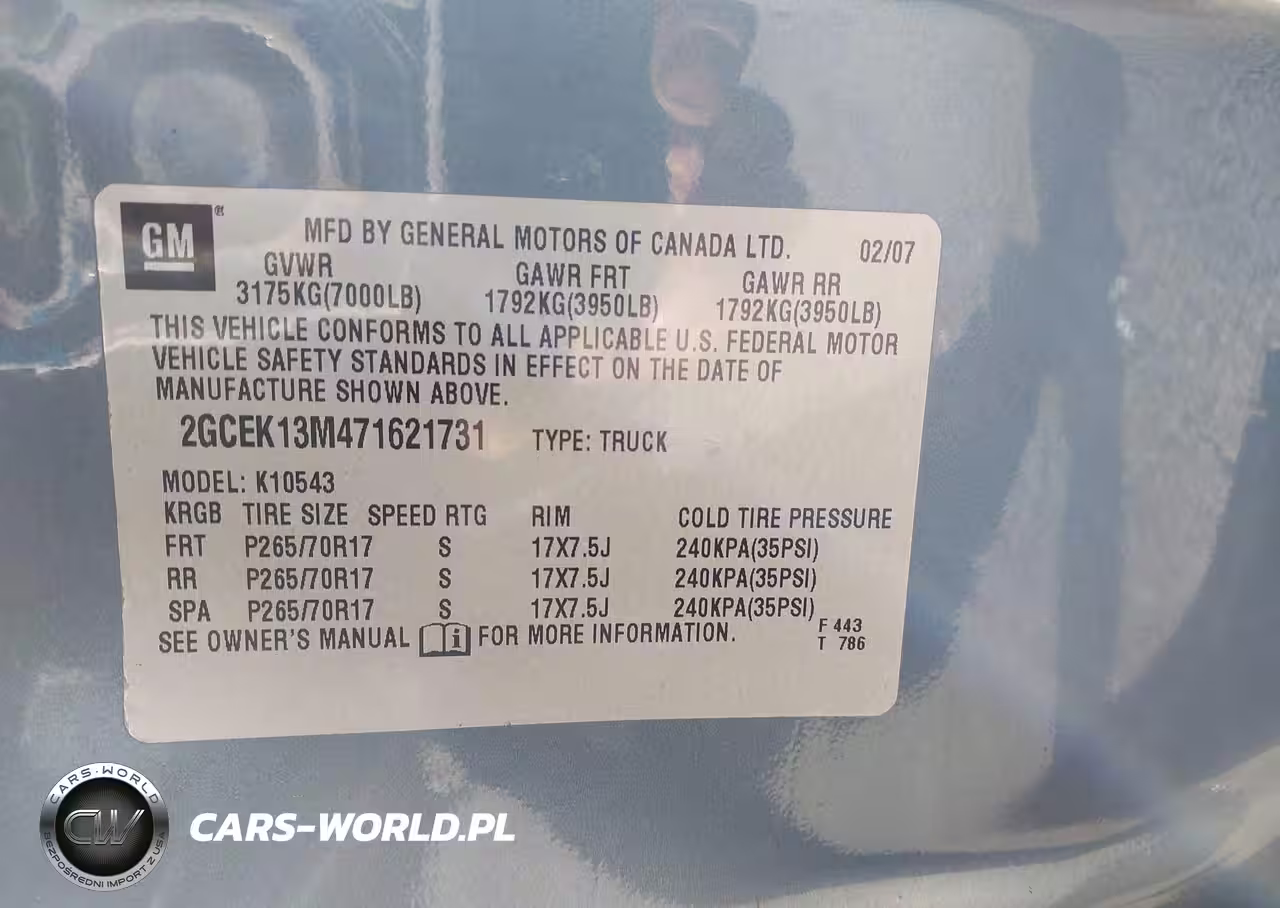 GM®
MFD BY GENERAL MOTORS OF CANADA LTD. 02/07
GVWR GAWR FRT GAWR RR
3175KG(7000LB) 1792KG(3950LB) 1792KG(3950LB)
THIS VEHICLE CONFORMS TO ALL APPLICABLE U.S. FEDERAL MOTOR
VEHICLE SAFETY STANDARDS IN EFFECT ON THE DATE OF
MANUFACTURE SHOWN ABOVE.
2GCEK13M471621731 TYPE: TRUCK
MODEL: K10543
KRGB TIRE SIZE SPEED RTG RIM COLD TIRE PRESSURE
FRT P265/70R17 S 17X7.5J 240KPA(35PSI)
RR P265/70R17 S 17X7.5J 240KPA(35PSI)
SPA P265/70R17 S 17X7.5J 240KPA(35PSI)
SEE OWNER'S MANUAL i FOR MORE INFORMATION.
F 443
T 786
CARS-WORLD
CW
BEZPOŚREDNI IMPORT Z USA
CARS-WORLD.PL